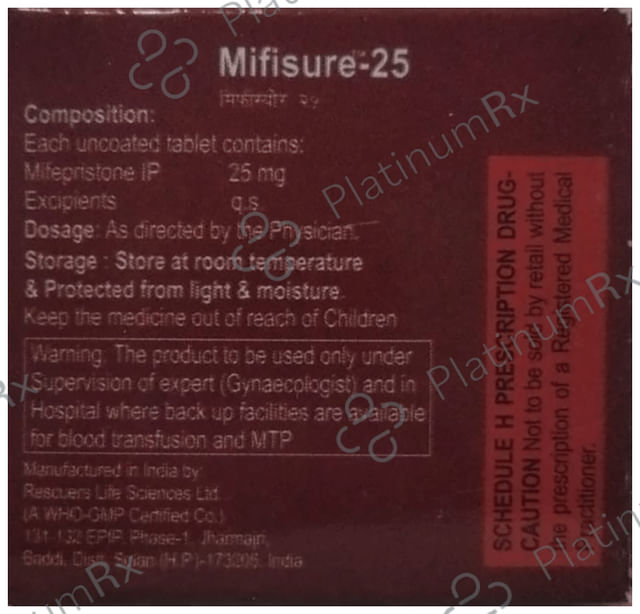 Mifisure™-25
मिफीस्योर २५
Composition:
Each uncoated tablet contains:
Mifepristone IP 25 mg
Excipients q.s.
Dosage: As directed by the Physician.
Storage : Store at room temperature
& Protected from light & moisture.
Keep the medicine out of reach of Children
Warning: The product to be used only under
Supervision of expert (Gynaecologist) and in
Hospital where back up facilities are available
for blood transfusion and MTP
Manufactured in India by:
Rescuers Life Sciences Ltd.
(A WHO-GMP Certified Co.)
131-132 EPIP, Phase-1, Jharmajri,
Baddi, Distt. Solan (H.P.)-173205, India
SCHEDULE H PRESCRIPTION DRUG-
CAUTION Not to be sold by retail without
the prescription of a Registered Medical
Practitioner.
PlatinumRx
PlatinumRx
PlatinumRx
PlatinumRx
PlatinumRx